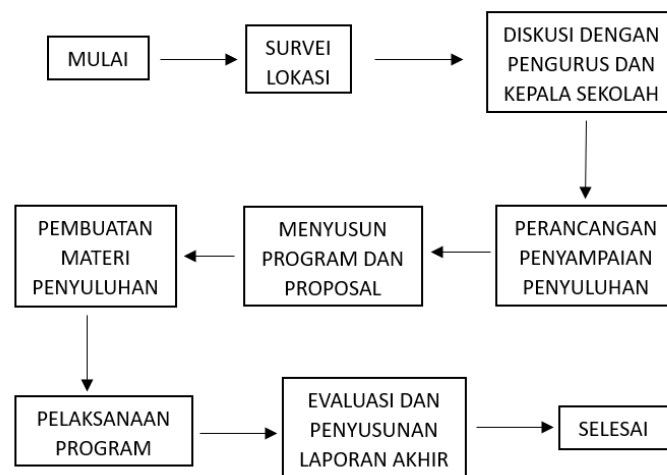 MULAI
SURVEI
LOKASI
DISKUSI DENGAN
PENGURUS DAN
KEPALA SEKOLAH
PERANCANGAN
PENYAMPAIAN
PENYULUHAN
MENYUSUN
PROGRAM DAN
PROPOSAL
PEMBUATAN
MATERI
PENYULUHAN
PELAKSANAAN
PROGRAM
EVALUASI DAN
PENYUSUNAN
LAPORAN AKHIR
SELESAI